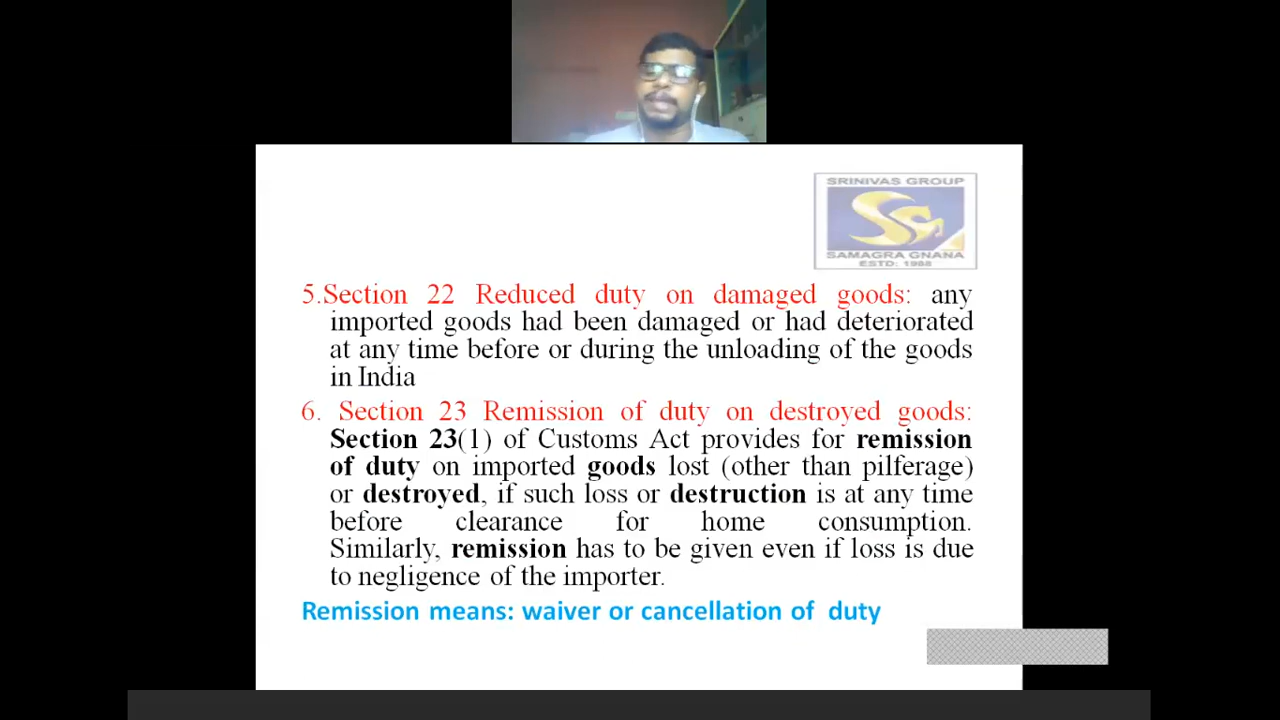 SRINIVAS GROUP
SAMAGRA GNANA
ESTD: 1988
5.Section 22 Reduced duty on damaged goods: any
imported goods had been damaged or had deteriorated
at any time before or during the unloading of the goods
in India
6. Section 23 Remission of duty on destroyed goods:
Section 23(1) of Customs Act provides for remission
of duty on imported goods lost (other than pilferage)
or destroyed, if such loss or destruction is at any time
before clearance for home consumption.
Similarly, remission has to be given even if loss is due
to negligence of the importer.
Remission means: waiver or cancellation of duty